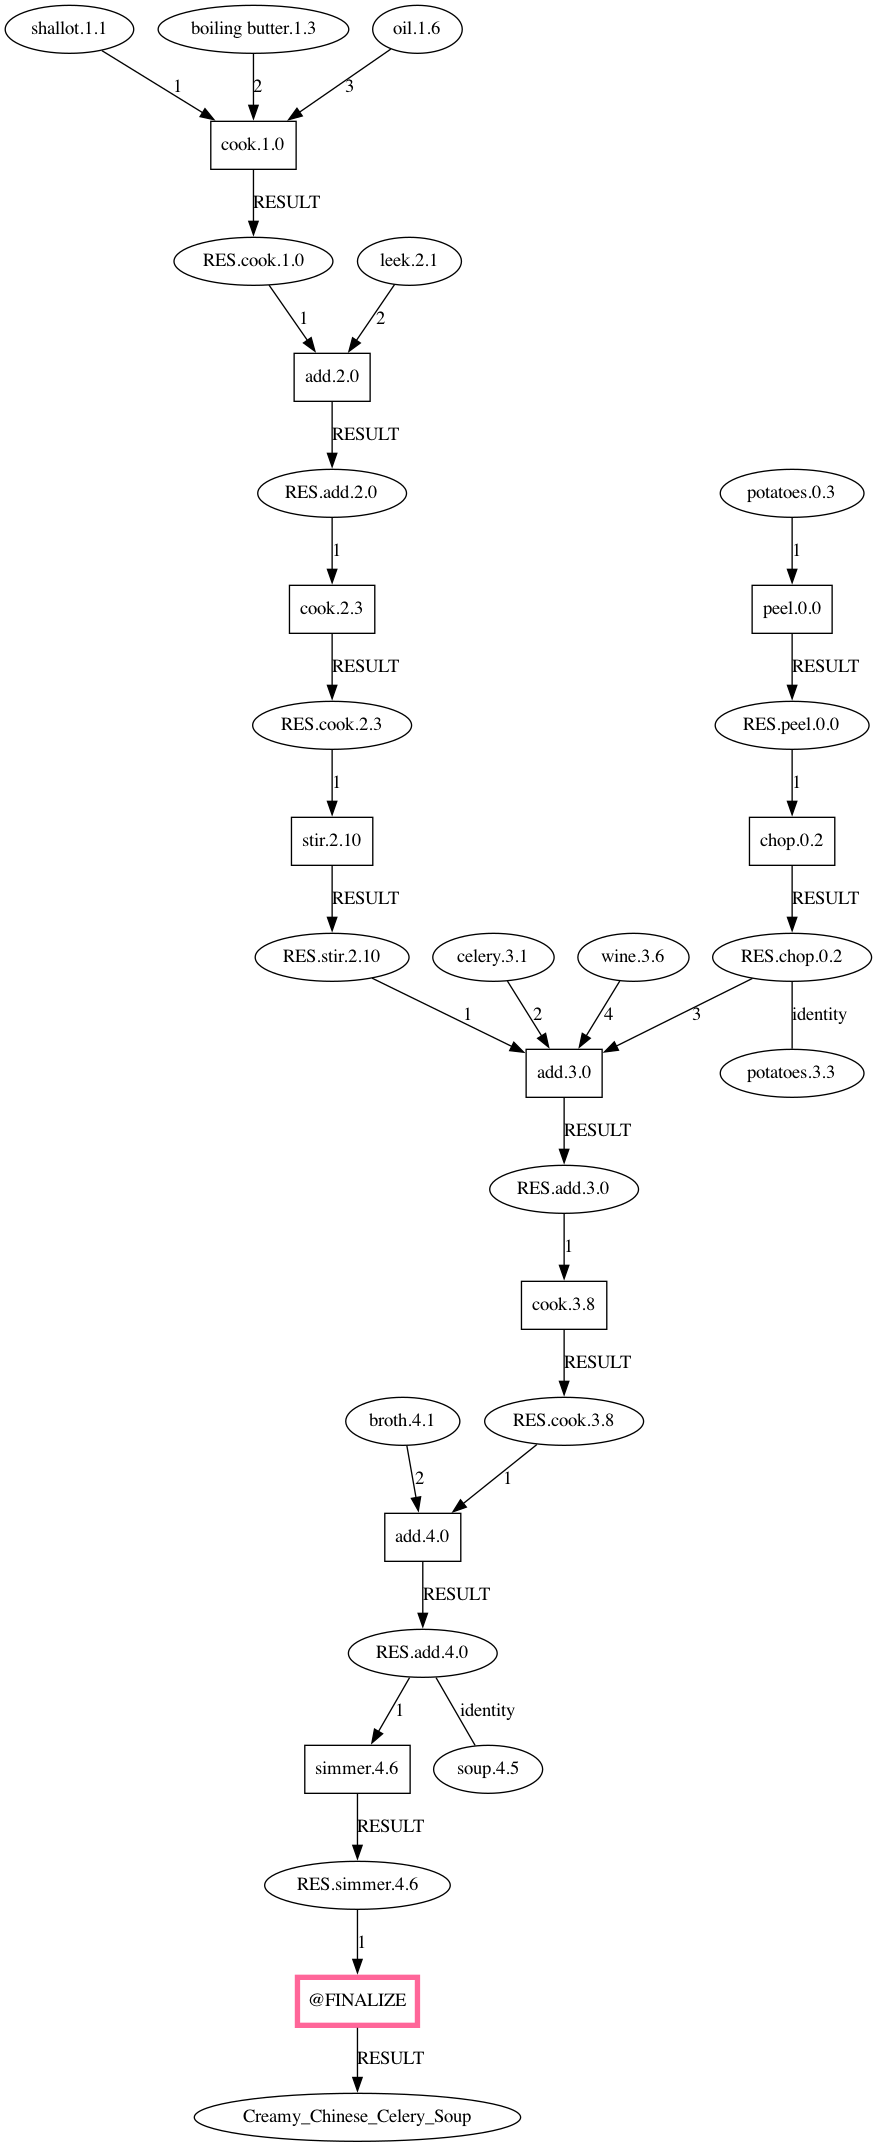 shallot.1.1 boiling butter.1.3 oil.1.6
1 2 3
cook.1.0
RESULT
RES.cook.1.0 leek.2.1
1 2
add.2.0
RESULT
RES.add.2.0 potatoes.0.3
1 1
cook.2.3 peel.0.0
RESULT RESULT
RES.cook.2.3 RES.peel.0.0
1 1
stir.2.10 chop.0.2
RESULT RESULT
RES.stir.2.10 celery.3.1 wine.3.6 RES.chop.0.2
1 2 4 3 identity
add.3.0 potatoes.3.3
RESULT
RES.add.3.0
1
cook.3.8
RESULT
broth.4.1 RES.cook.3.8
2 1
add.4.0
RESULT
RES.add.4.0
1 identity
simmer.4.6 soup.4.5
RESULT
RES.simmer.4.6
1
@FINALIZE
RESULT
Creamy_Chinese_Celery_Soup